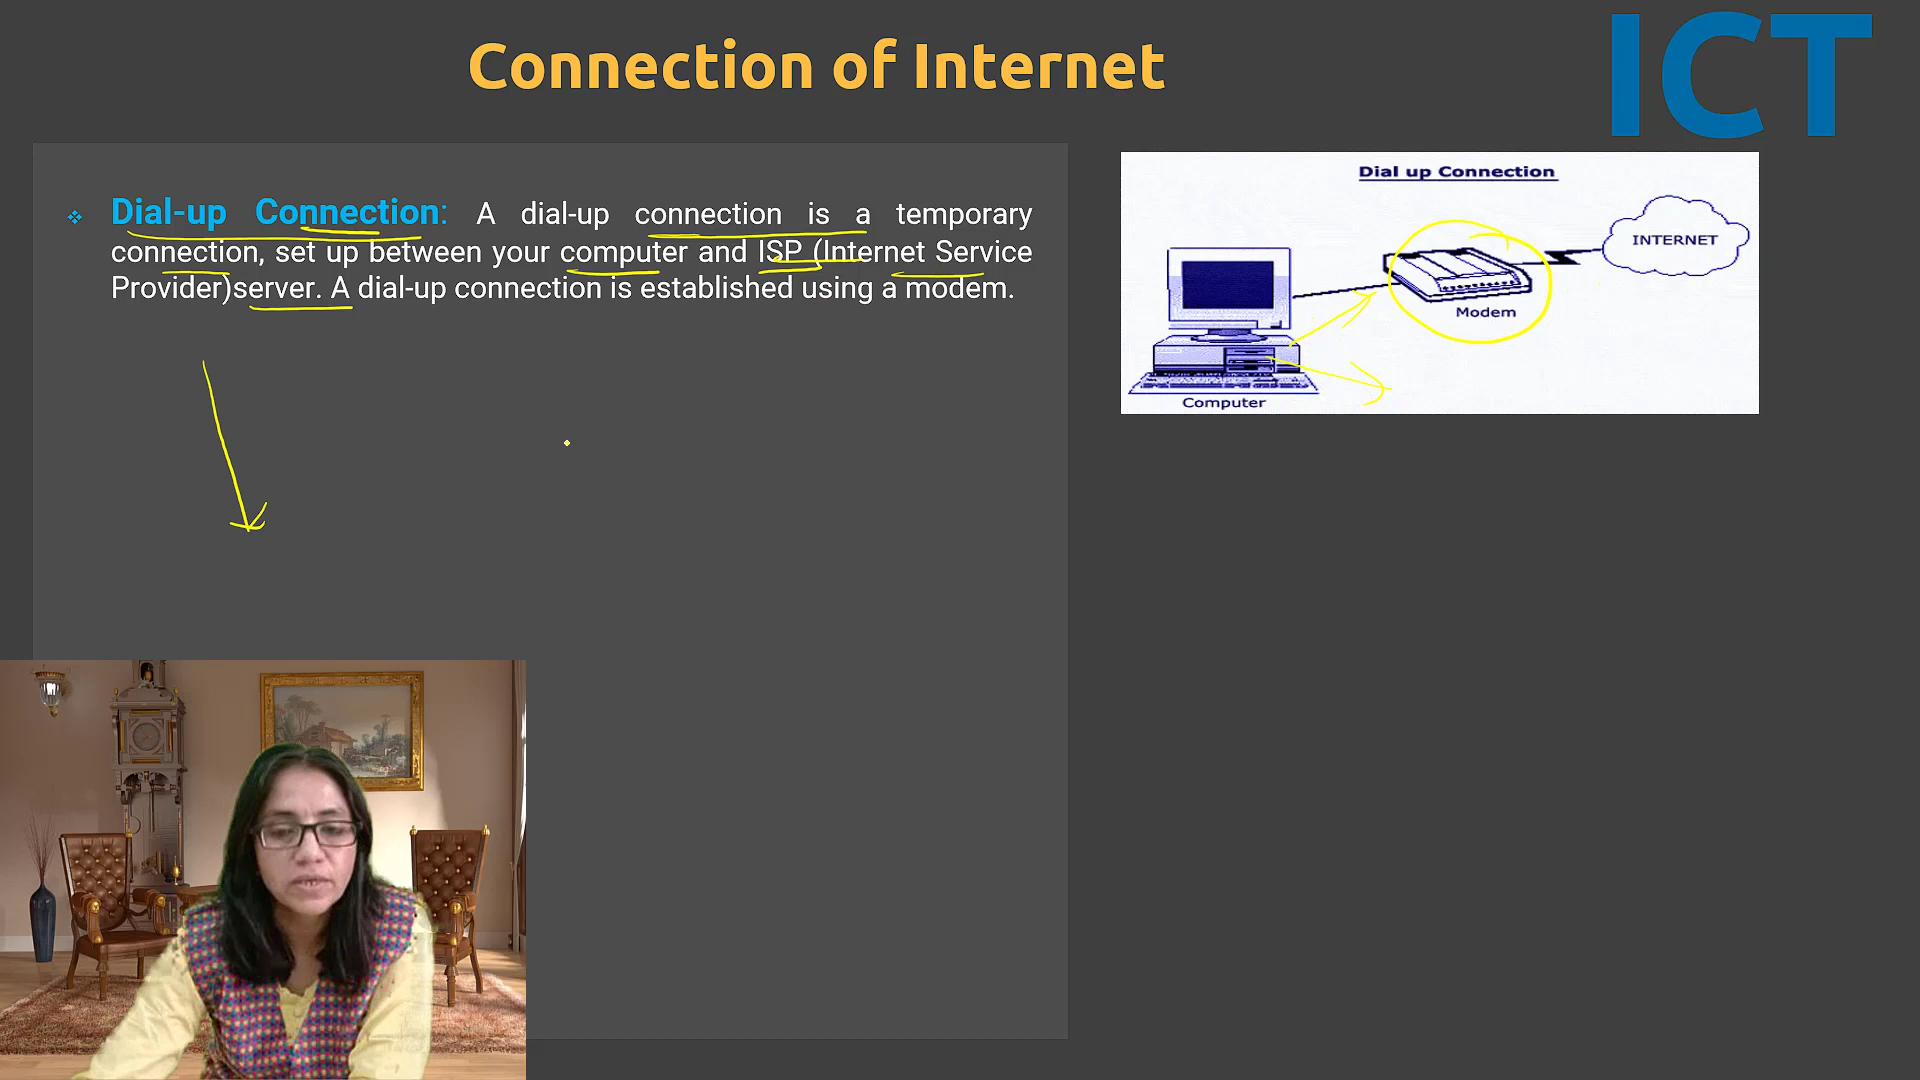 Connection of Internet
ICT
Dial-up Connection: A dial-up connection is a temporary
connection, set up between your computer and ISP (Internet Service
Provider)server. A dial-up connection is established using a modem.
Dial up Connection
INTERNET
Modem
Computer